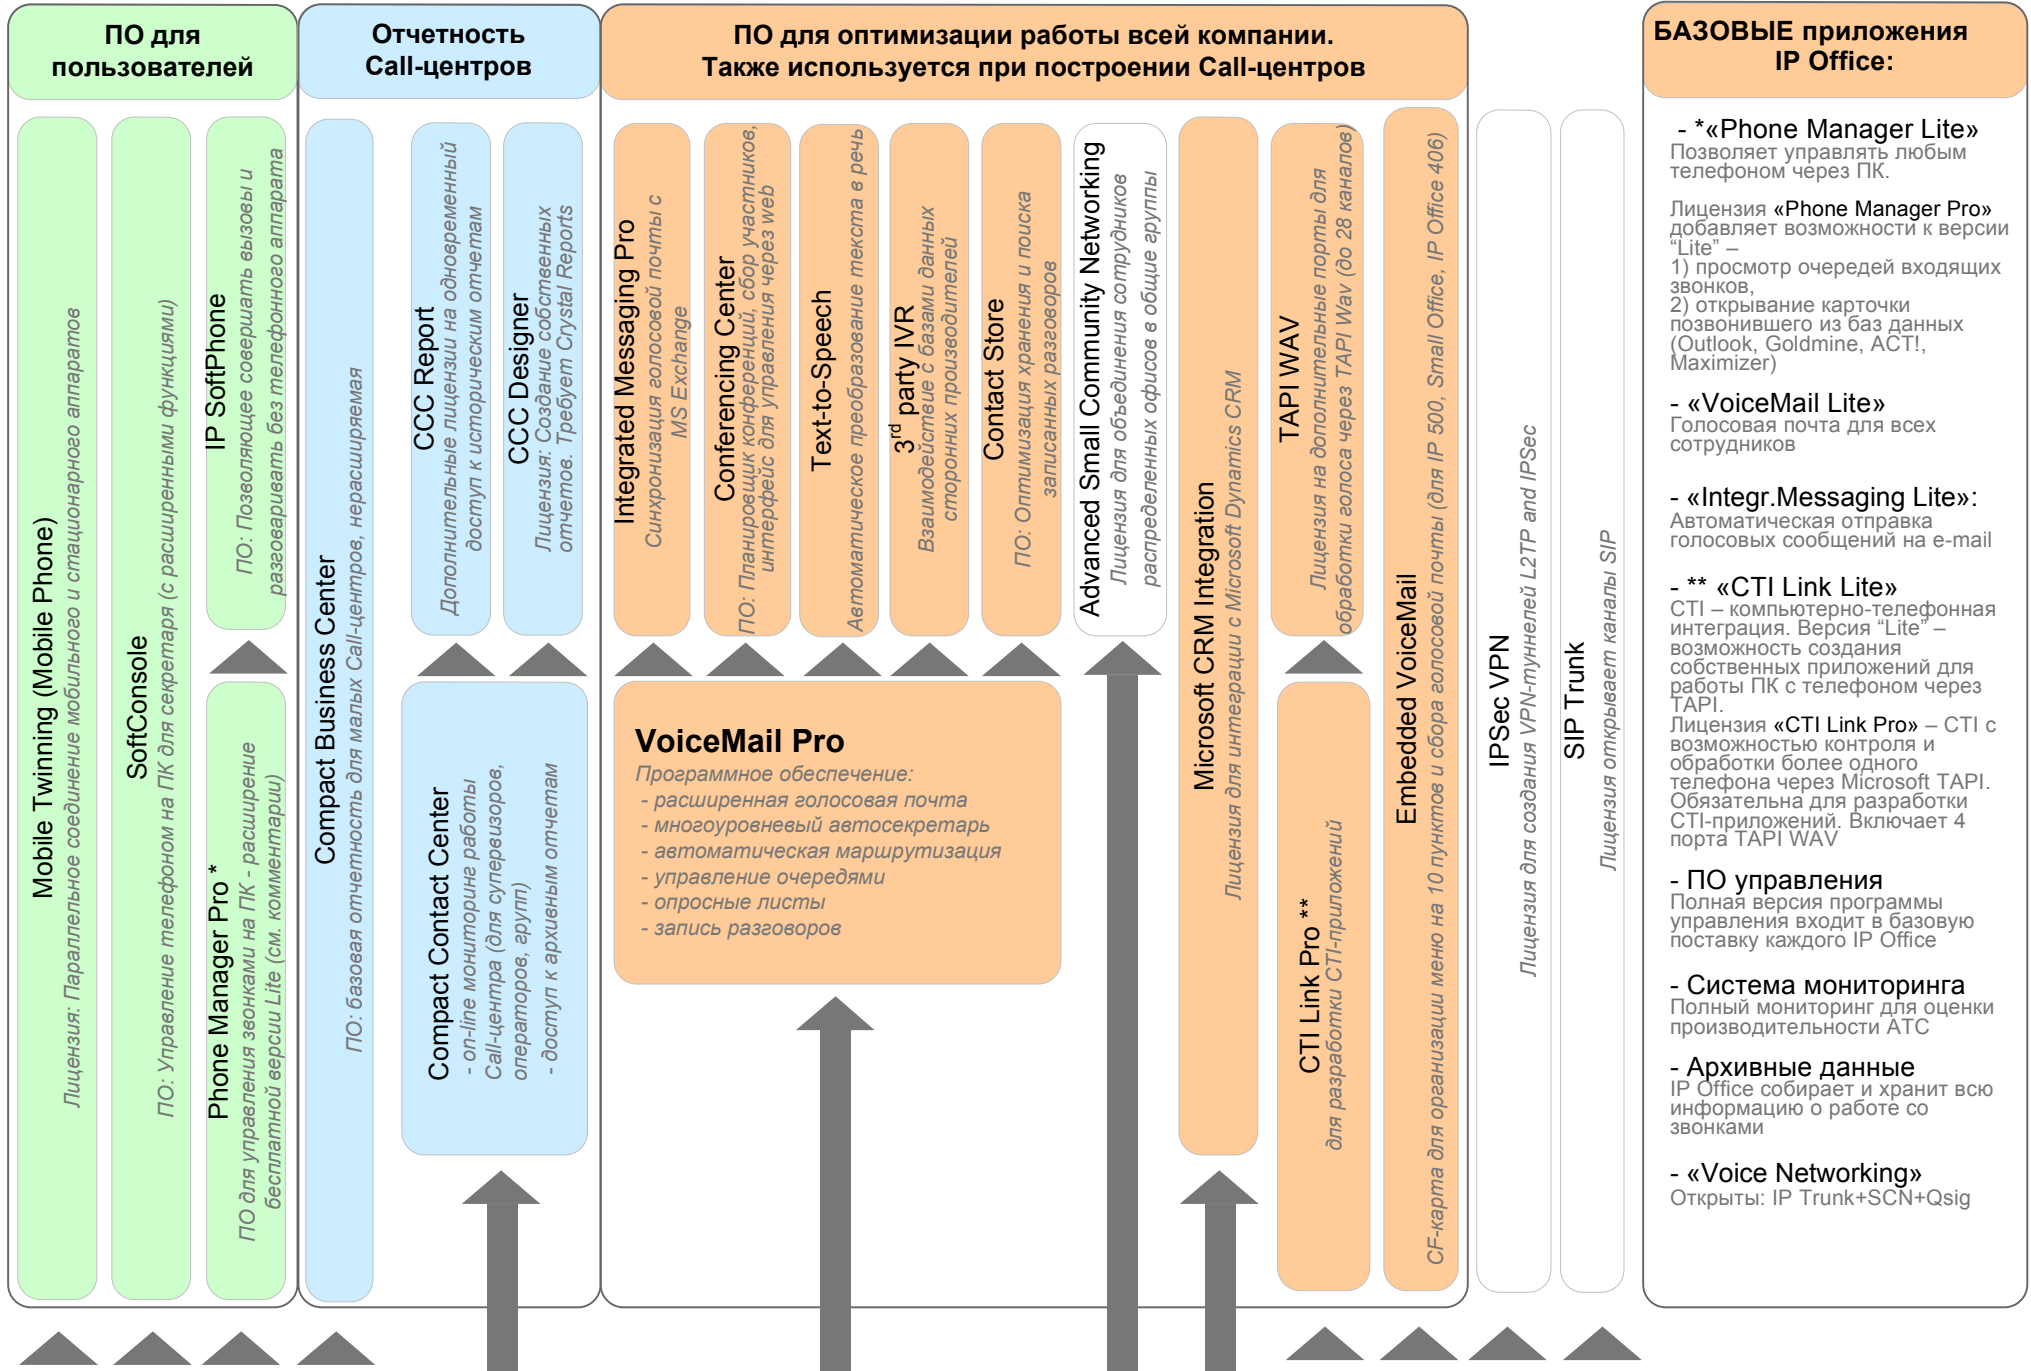 ПО для
пользователей
Отчетность
Call-центров
ПО для оптимизации работы всей компании.
Также используется при построении Call-центров
БАЗОВЫЕ приложения
IP Office:
Mobile Twinning (Mobile Phone)
Лицензия: Параллельное соединение мобильного и стационарного аппаратов
SoftConsole
ПО: Управление телефоном на ПК для секретаря (с расширенными функциями)
IP SoftPhone
ПО: Позволяющее совершать вызовы и
разговаривать без телефонного аппарата
Phone Manager Pro *
ПО для управления звонками на ПК - расширение
бесплатной версии Lite (см. комментарии)
Compact Business Center
ПО: базовая отчетность для малых Call-центров, нерасширяемая
CCC Report
Дополнительные лицензии на одновременный
доступ к историческим отчетам
CCC Designer
Лицензия: Создание собственных
отчетов. Требует Crystal Reports
Compact Contact Center
- on-line мониторинг работы
Call-центра (для супервизоров,
операторов, групп)
- доступ к архивным отчетам
Integrated Messaging Pro
Синхронизация голосовой почты с
MS Exchange
Conferencing Center
ПО: Планировщик конференций, сбор участников,
интерфейс для управления через web
Text-to-Speech
Автоматическое преобразование текста в речь
3rd party IVR
Взаимодействие с базами данных
сторонних производителей
Contact Store
ПО: Оптимизация хранения и поиска
записанных разговоров
VoiceMail Pro
Программное обеспечение:
- расширенная голосовая почта
- многоуровневый автосекретарь
- автоматическая маршрутизация
- управление очередями
- опросные листы
- запись разговоров
Advanced Small Community Networking
Лицензия для объединения сотрудников
распределенных офисов в общие группы
Microsoft CRM Integration
Лицензия для интеграции с Microsoft Dynamics CRM
TAPI WAV
Лицензия на дополнительные порты для
обработки голоса через TAPI Wav (до 28 каналов)
CTI Link Pro **
для разработки CTI-приложений
Embedded VoiceMail
CF-карта для организации меню на 10 пунктов и сбора голосовой почты (для IP 500, Small Office, IP Office 406)
IPSec VPN
Лицензия для создания VPN-туннелей L2TP and IPSec
SIP Trunk
Лицензия открывает каналы SIP
- *«Phone Manager Lite»
Позволяет управлять любым
телефоном через ПК.
Лицензия «Phone Manager Pro»
добавляет возможности к версии
“Lite” –
1) просмотр очередей входящих
звонков,
2) открывание карточки
позвонившего из баз данных
(Outlook, Goldmine, ACT!,
Maximizer)
- «VoiceMail Lite»
Голосовая почта для всех
сотрудников
- «Integr.Messaging Lite»:
Автоматическая отправка
голосовых сообщений на e-mail
- ** «CTI Link Lite»
CTI – компьютерно-телефонная
интеграция. Версия “Lite” –
возможность создания
собственных приложений для
работы ПК с телефоном через
TAPI.
Лицензия «CTI Link Pro» – CTI с
возможностью контроля и
обработки более одного
телефона через Microsoft TAPI.
Обязательна для разработки
CTI-приложений. Включает 4
порта TAPI WAV
- ПО управления
Полная версия программы
управления входит в базовую
поставку каждого IP Office
- Система мониторинга
Полный мониторинг для оценки
производительности АТС
- Архивные данные
IP Office собирает и хранит всю
информацию о работе со
звонками
- «Voice Networking»
Открыты: IP Trunk+SCN+Qsig